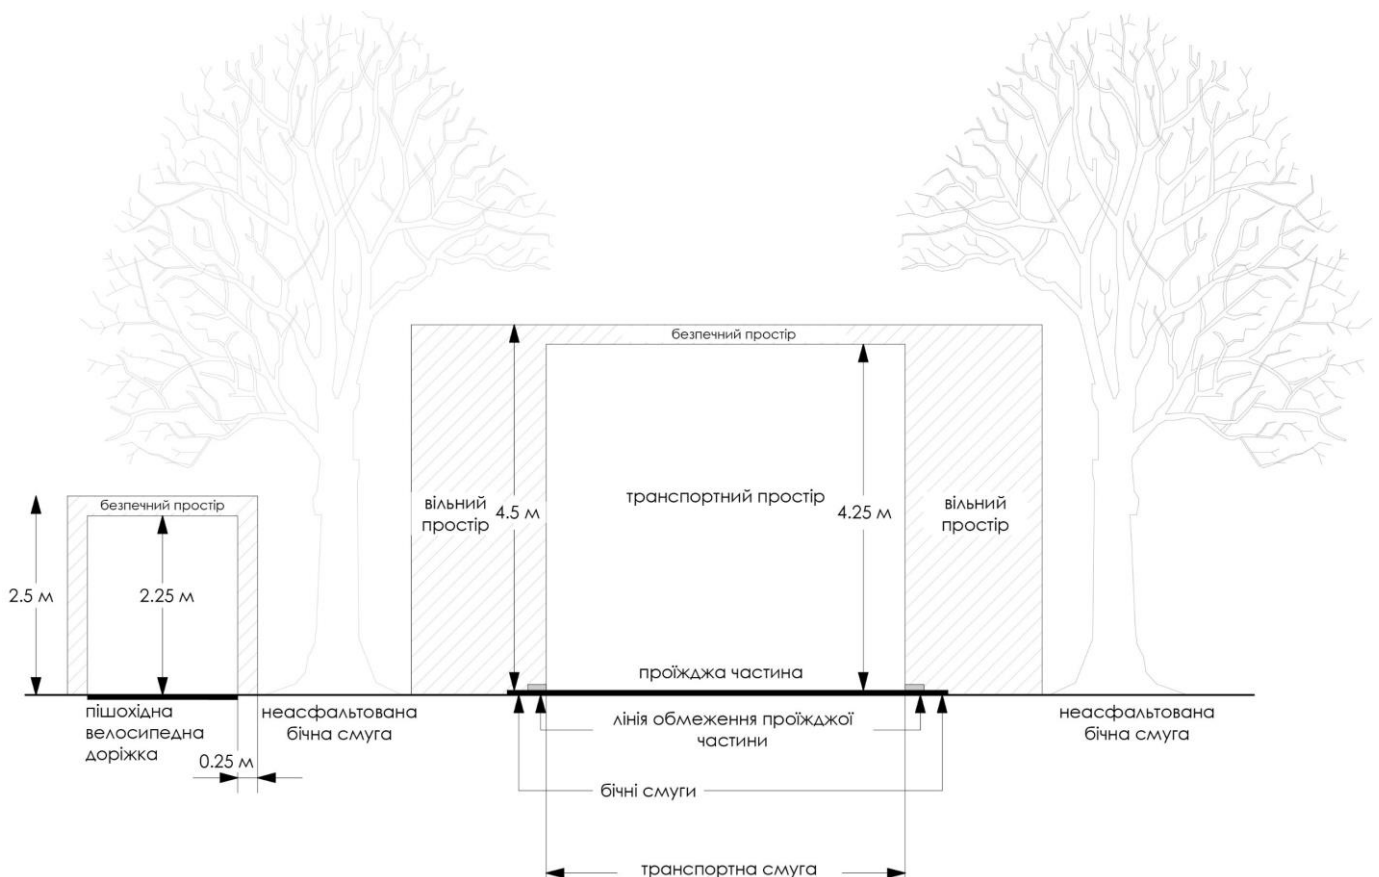 безпечний простір
безпечний простір
вільний
простір
4.5 м
транспортний простір
4.25 м
вільний
простір
2.5 м
2.25 м
проїжджа частина
пішохідна
велосипедна
доріжка
неасфальтована
бічна смуга
лінія обмеження проїжджої
частини
неасфальтована
бічна смуга
0.25 м
бічні смуги
транспортна смуга